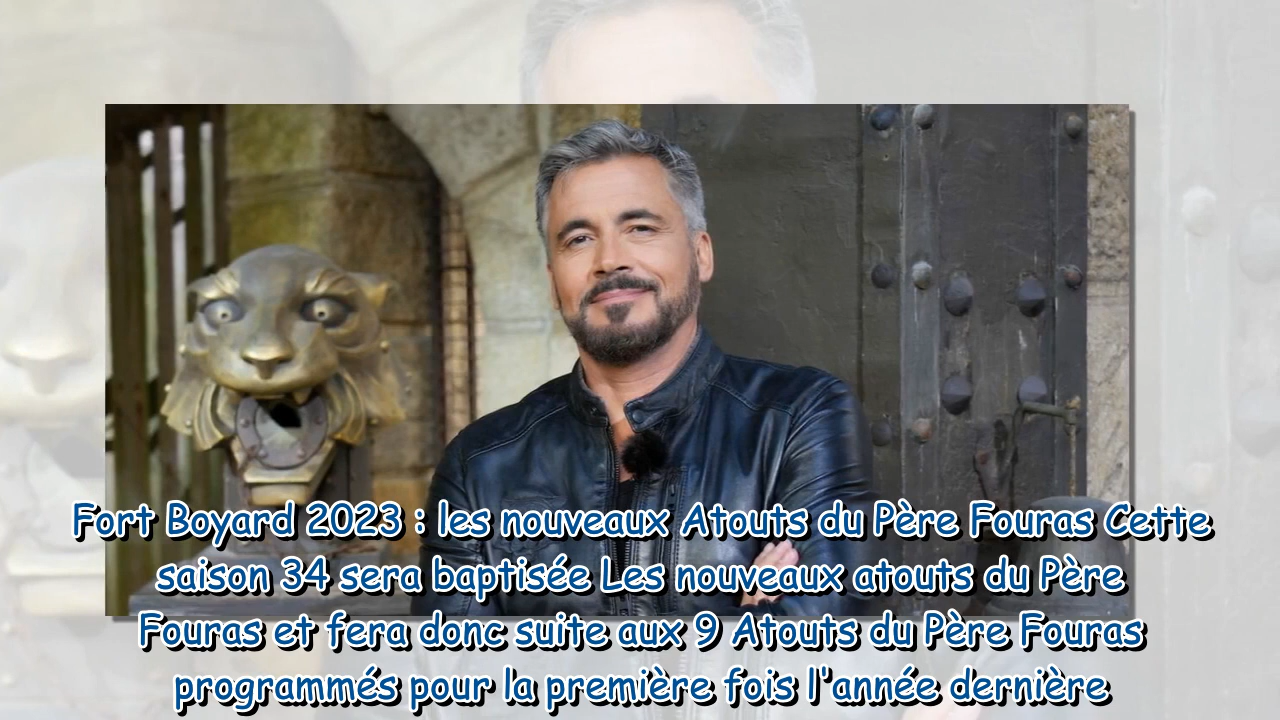 Fort Boyard 2023 : les nouveaux Atouts du Père Fouras Cette
saison 34 sera baptisée Les nouveaux atouts du Père
Fouras et fera donc suite aux 9 Atouts du Père Fouras
programmés pour la première fois l'année dernière